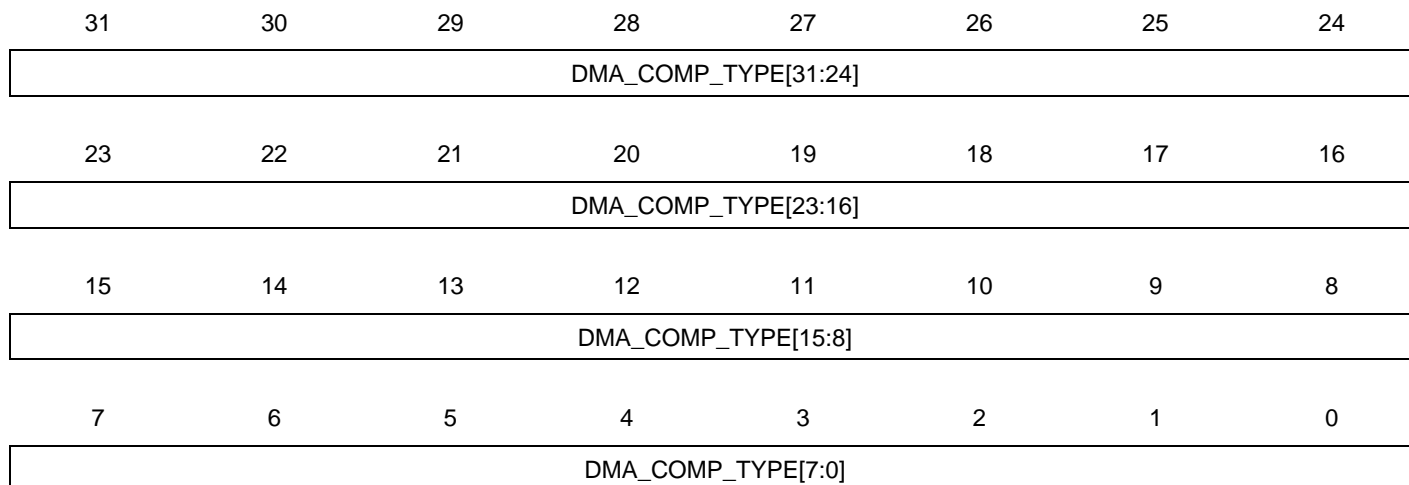 31 30 29 28 27 26 25 24
DMA_COMP_TYPE[31:24]
23 22 21 20 19 18 17 16
DMA_COMP_TYPE[23:16]
15 14 13 12 11 10 9 8
DMA_COMP_TYPE[15:8]
7 6 5 4 3 2 1 0
DMA_COMP_TYPE[7:0]